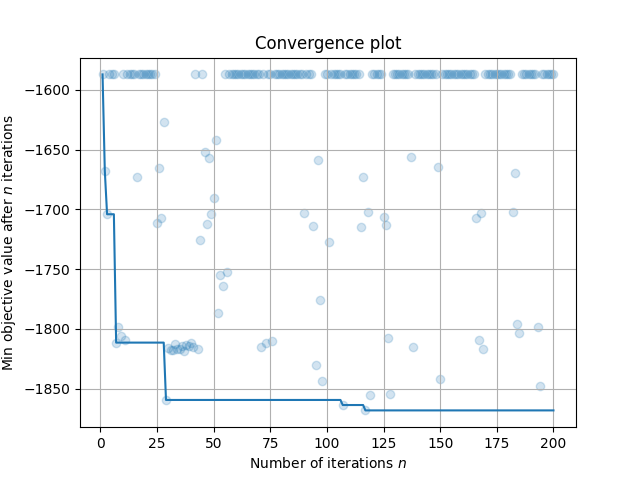 Convergence plot
Min objective value after n iterations
−1600
−1650
−1700
−1750
−1800
−1850
0 25 50 75 100 125 150 175 200
Number of iterations n